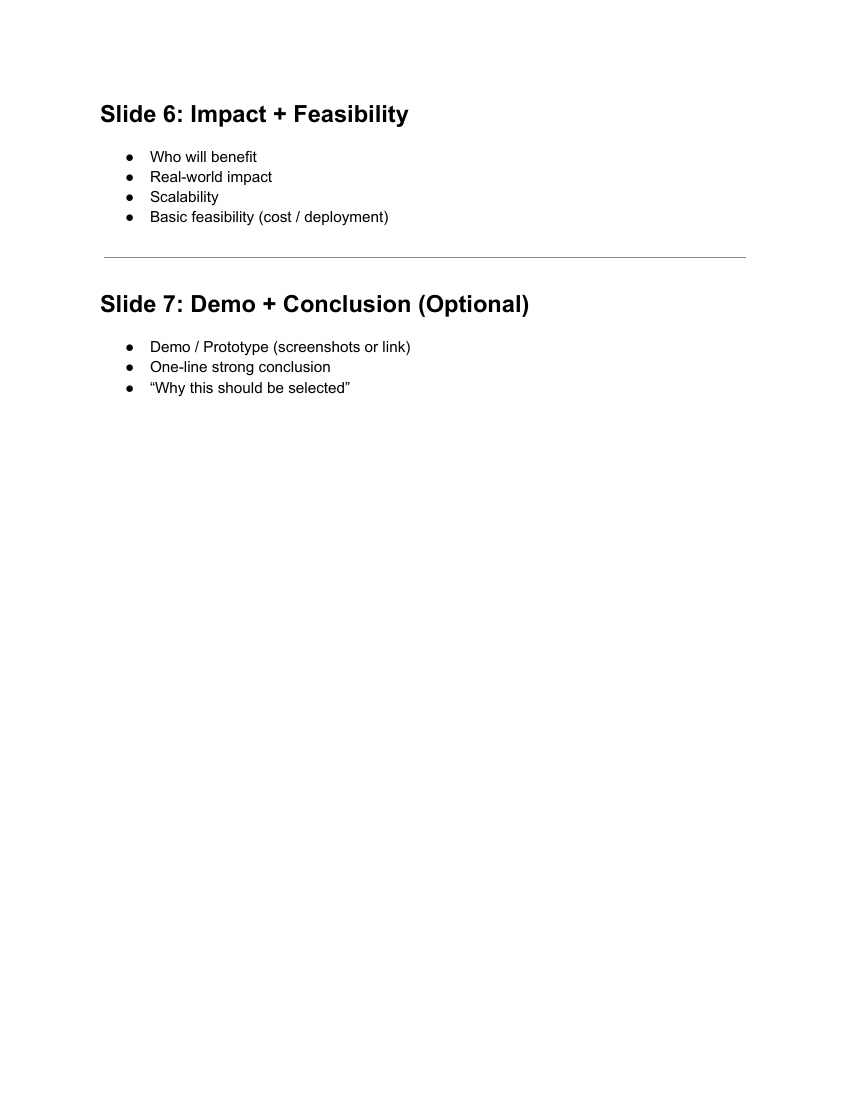 Slide 6: Impact + Feasibility
● Who will benefit
● Real-world impact
● Scalability
● Basic feasibility (cost / deployment)
Slide 7: Demo + Conclusion (Optional)
● Demo / Prototype (screenshots or link)
● One-line strong conclusion
● “Why this should be selected”